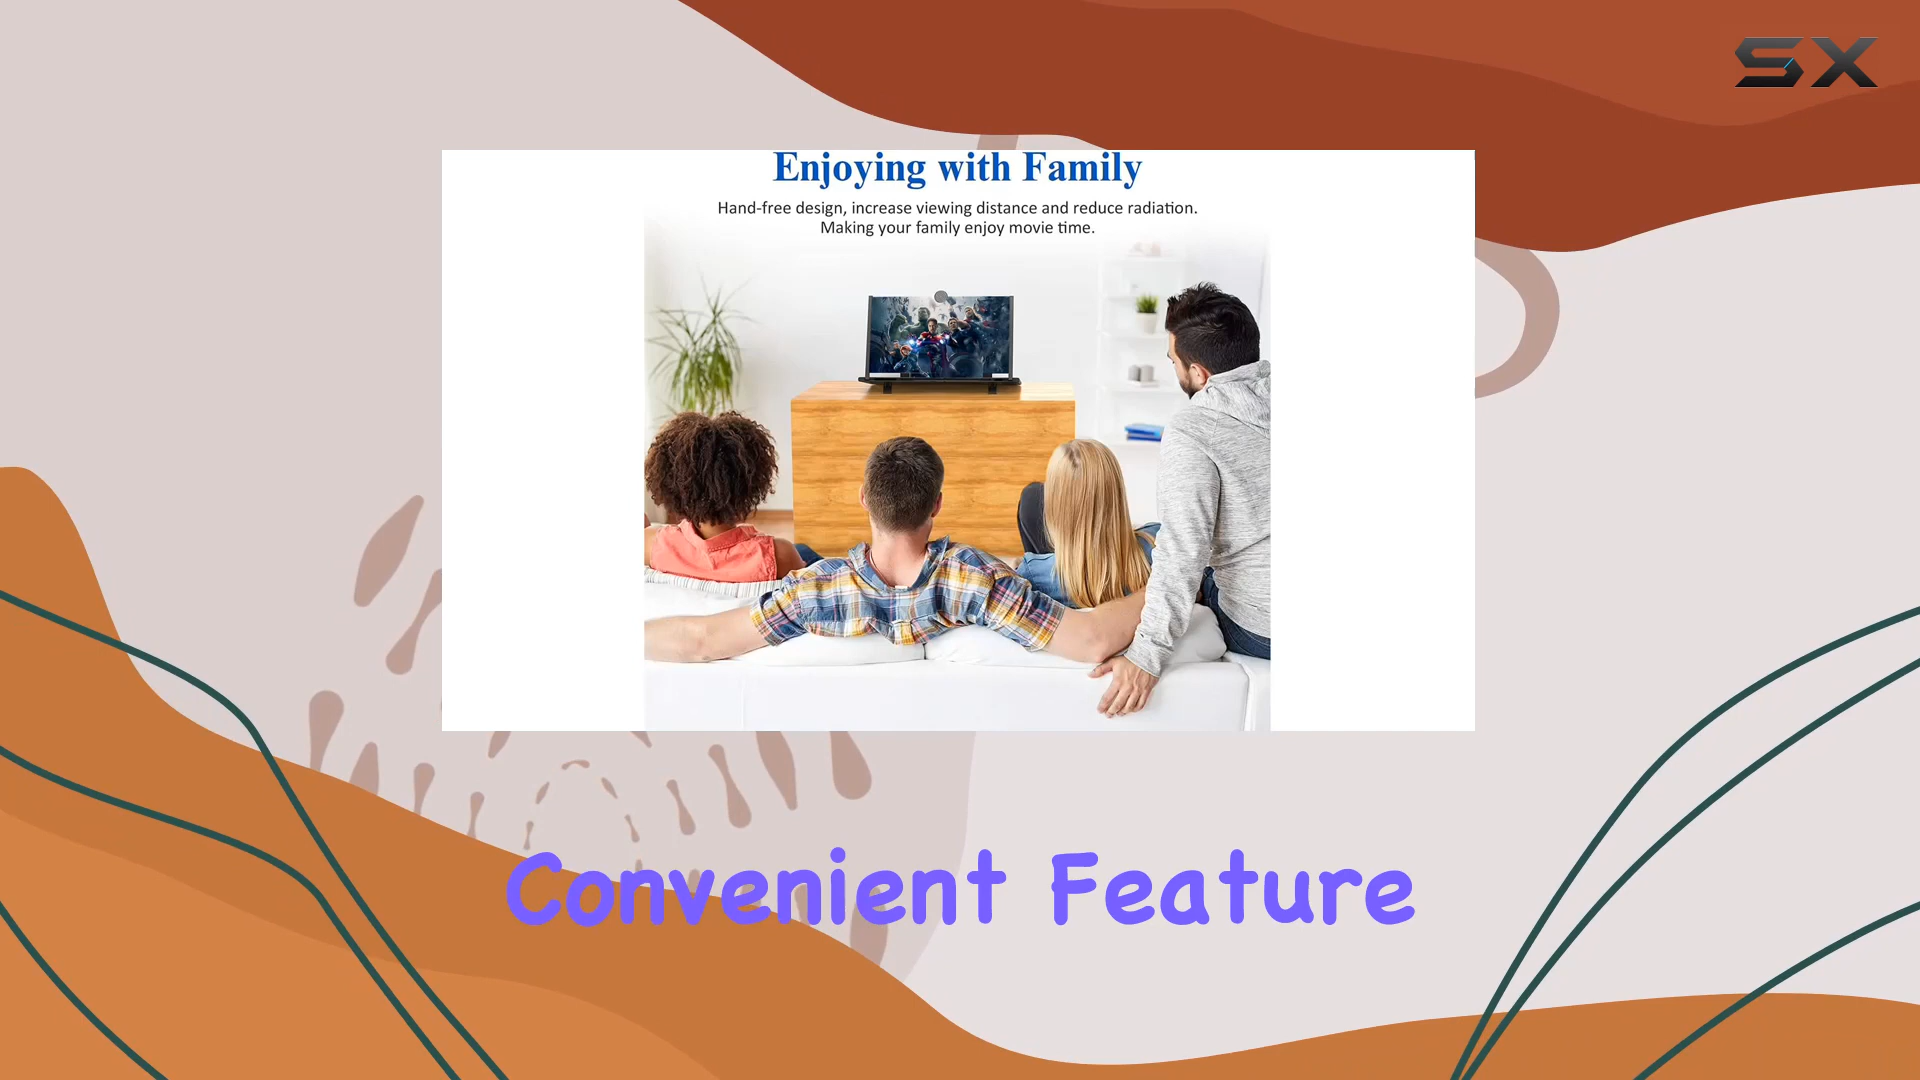 SX
Enjoying with Family
Hand-free design, increase viewing distance and reduce radiation.
Making your family enjoy movie time.
Convenient Feature